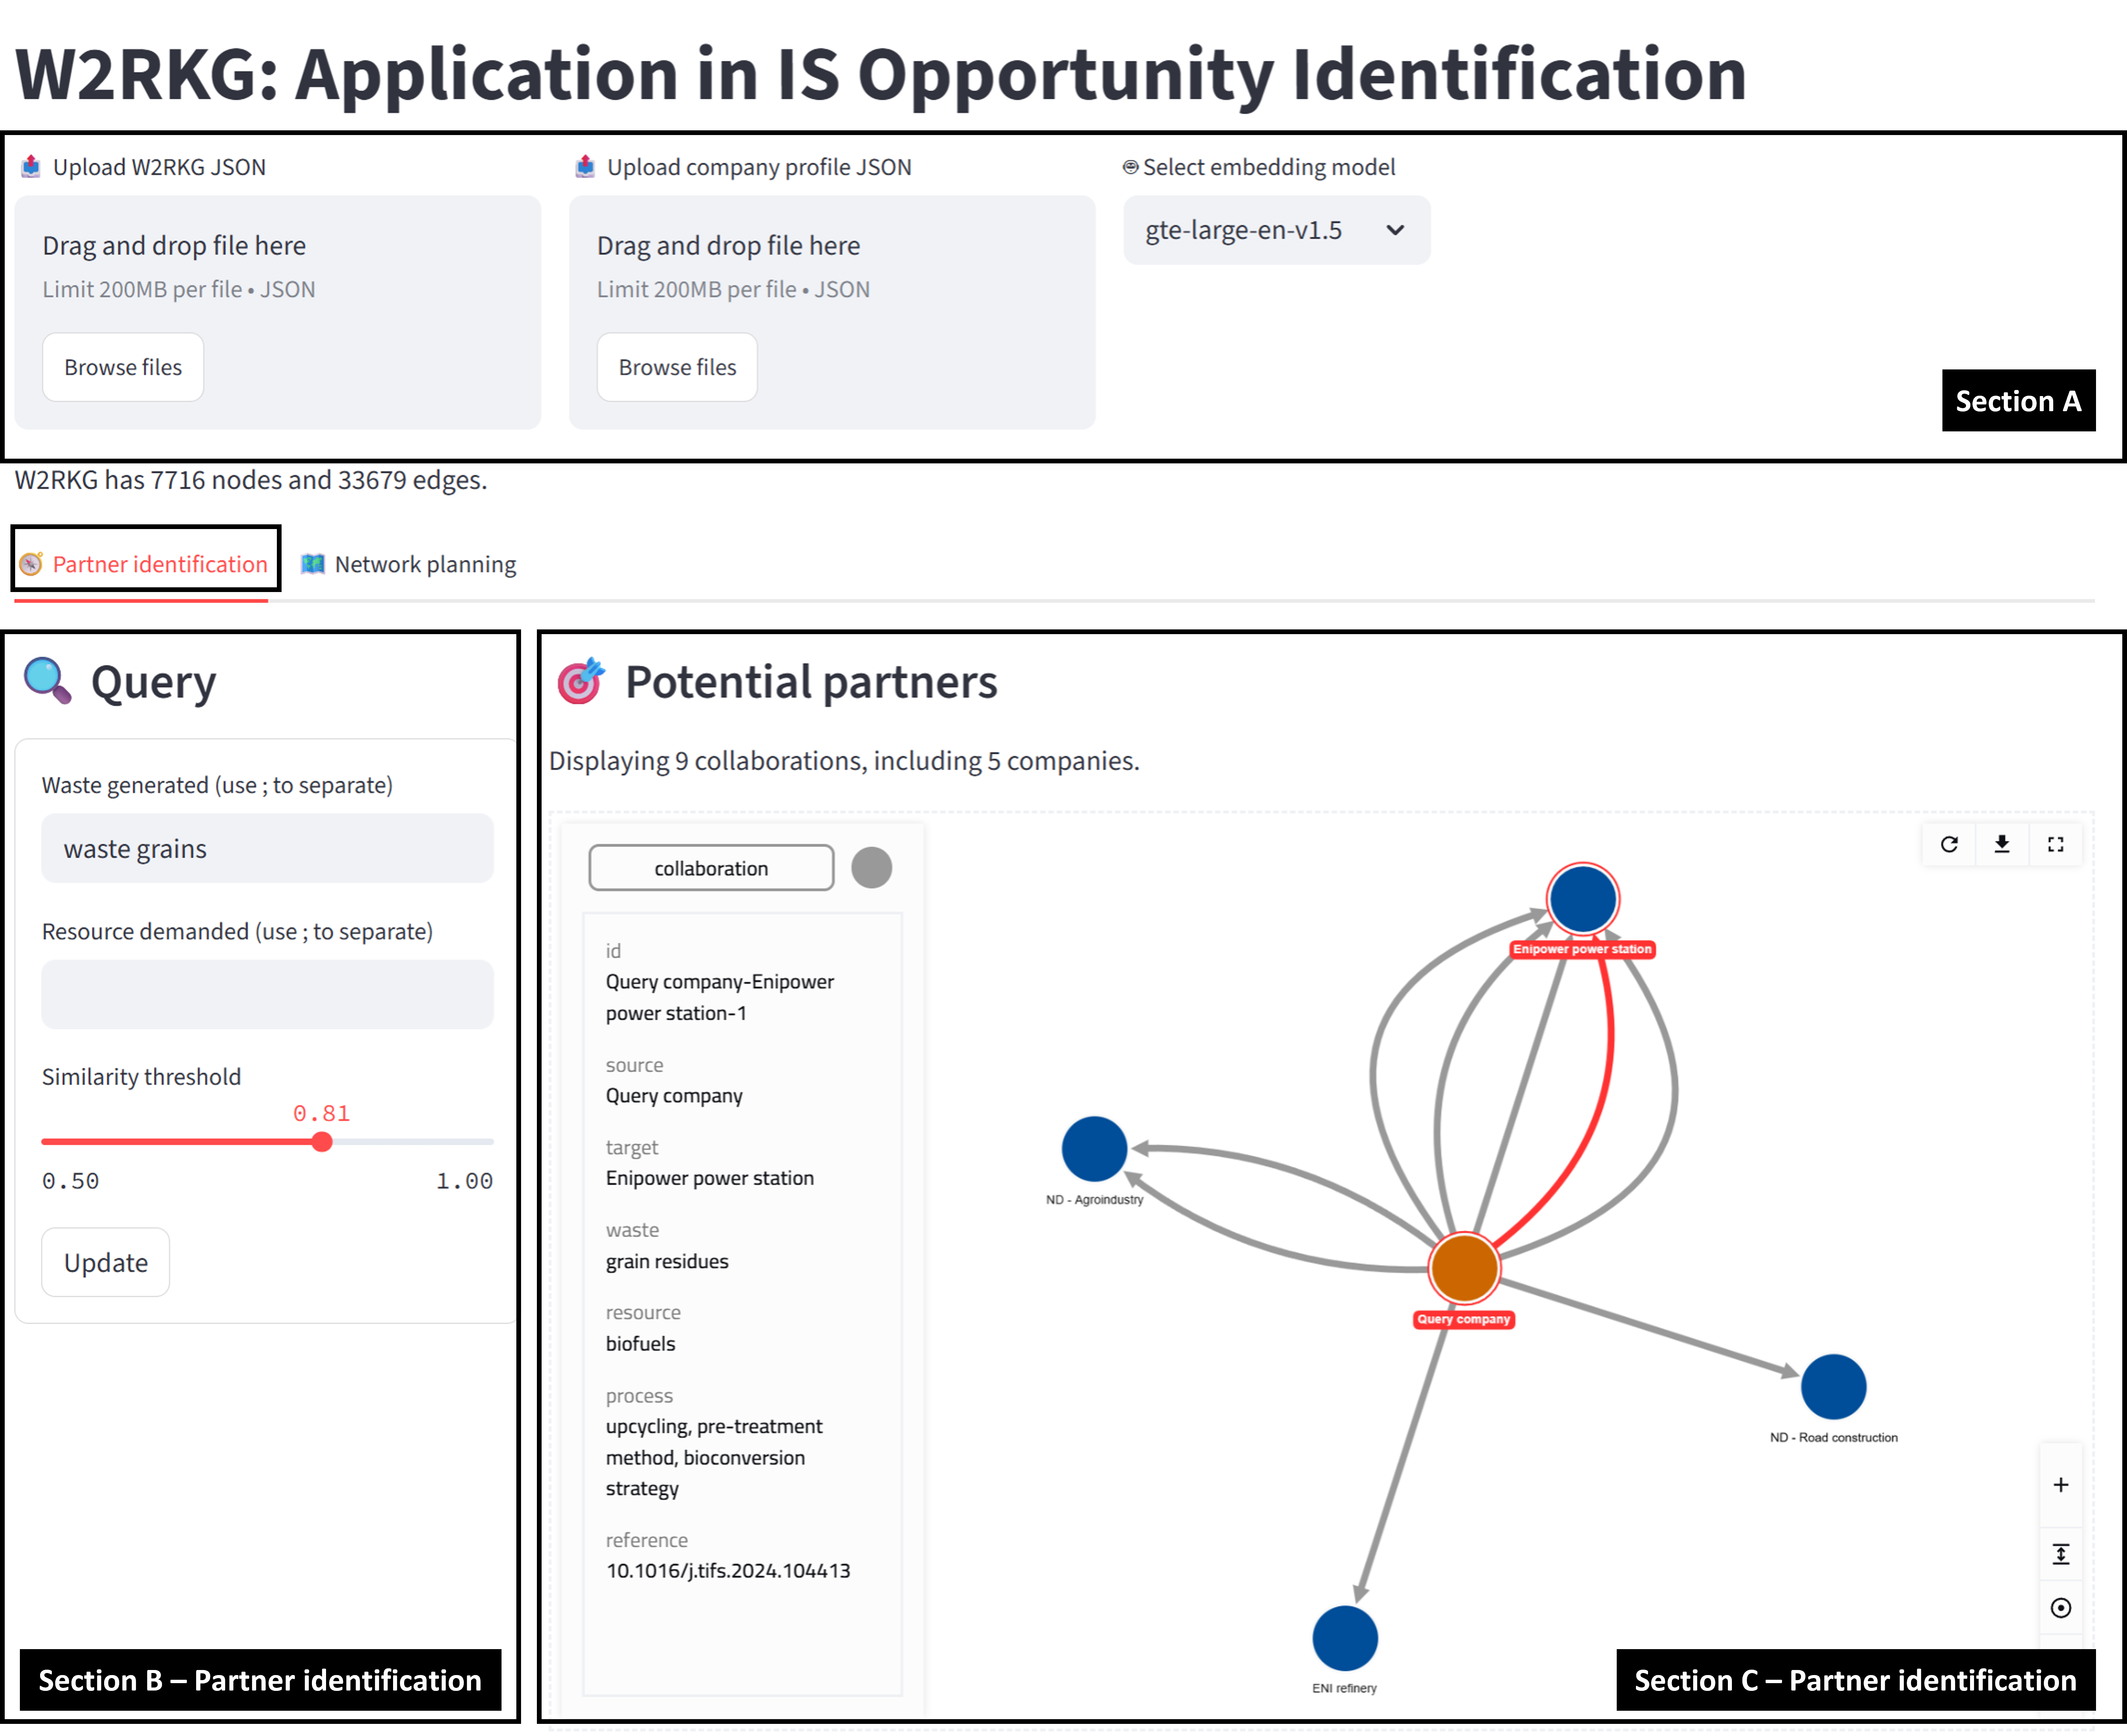 W2RKG: Application in IS Opportunity Identification
Upload W2RKG JSON
Drag and drop file here
Limit 200MB per file • JSON
Browse files
Upload company profile JSON
Drag and drop file here
Limit 200MB per file • JSON
Browse files
Select embedding model
gte-large-en-v1.5
Section A
W2RKG has 7716 nodes and 33679 edges.
Partner identification
Network planning
Query
Waste generated (use ; to separate)
waste grains
Resource demanded (use ; to separate)
Similarity threshold
0.81
0.50
1.00
Update
Section B – Partner identification
Potential partners
Displaying 9 collaborations, including 5 companies.
collaboration
id
Query company-Enipower
power station-1
source
Query company
target
Enipower power station
waste
grain residues
resource
biofuels
process
upcycling, pre-treatment
method, bioconversion
strategy
reference
10.1016/j.tifs.2024.104413
Enipower power station
ND - Agroindustry
Query company
ND - Road construction
ENI refinery
Section C – Partner identification